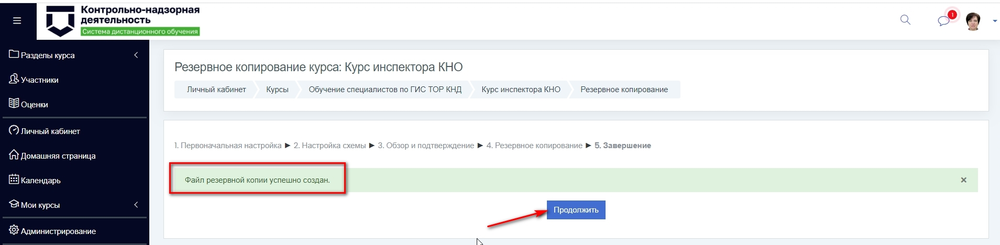 Контрольно-надзорная
деятельность
Система дистанционного обучения
1
Разделы курса
Участники
Оценки
Личный кабинет
Домашняя страница
Календарь
Мои курсы
Администрирование
Резервное копирование курса: Курс инспектора КНО
Личный кабинет Курсы Обучение специалистов по ГИС ТОР КНД Курс инспектора КНО Резервное копирование
1. Первоначальная настройка ► 2. Настройка схемы ► 3. Обзор и подтверждение ► 4. Резервное копирование ► 5. Завершение
Файл резервной копии успешно создан. ×
Продолжить